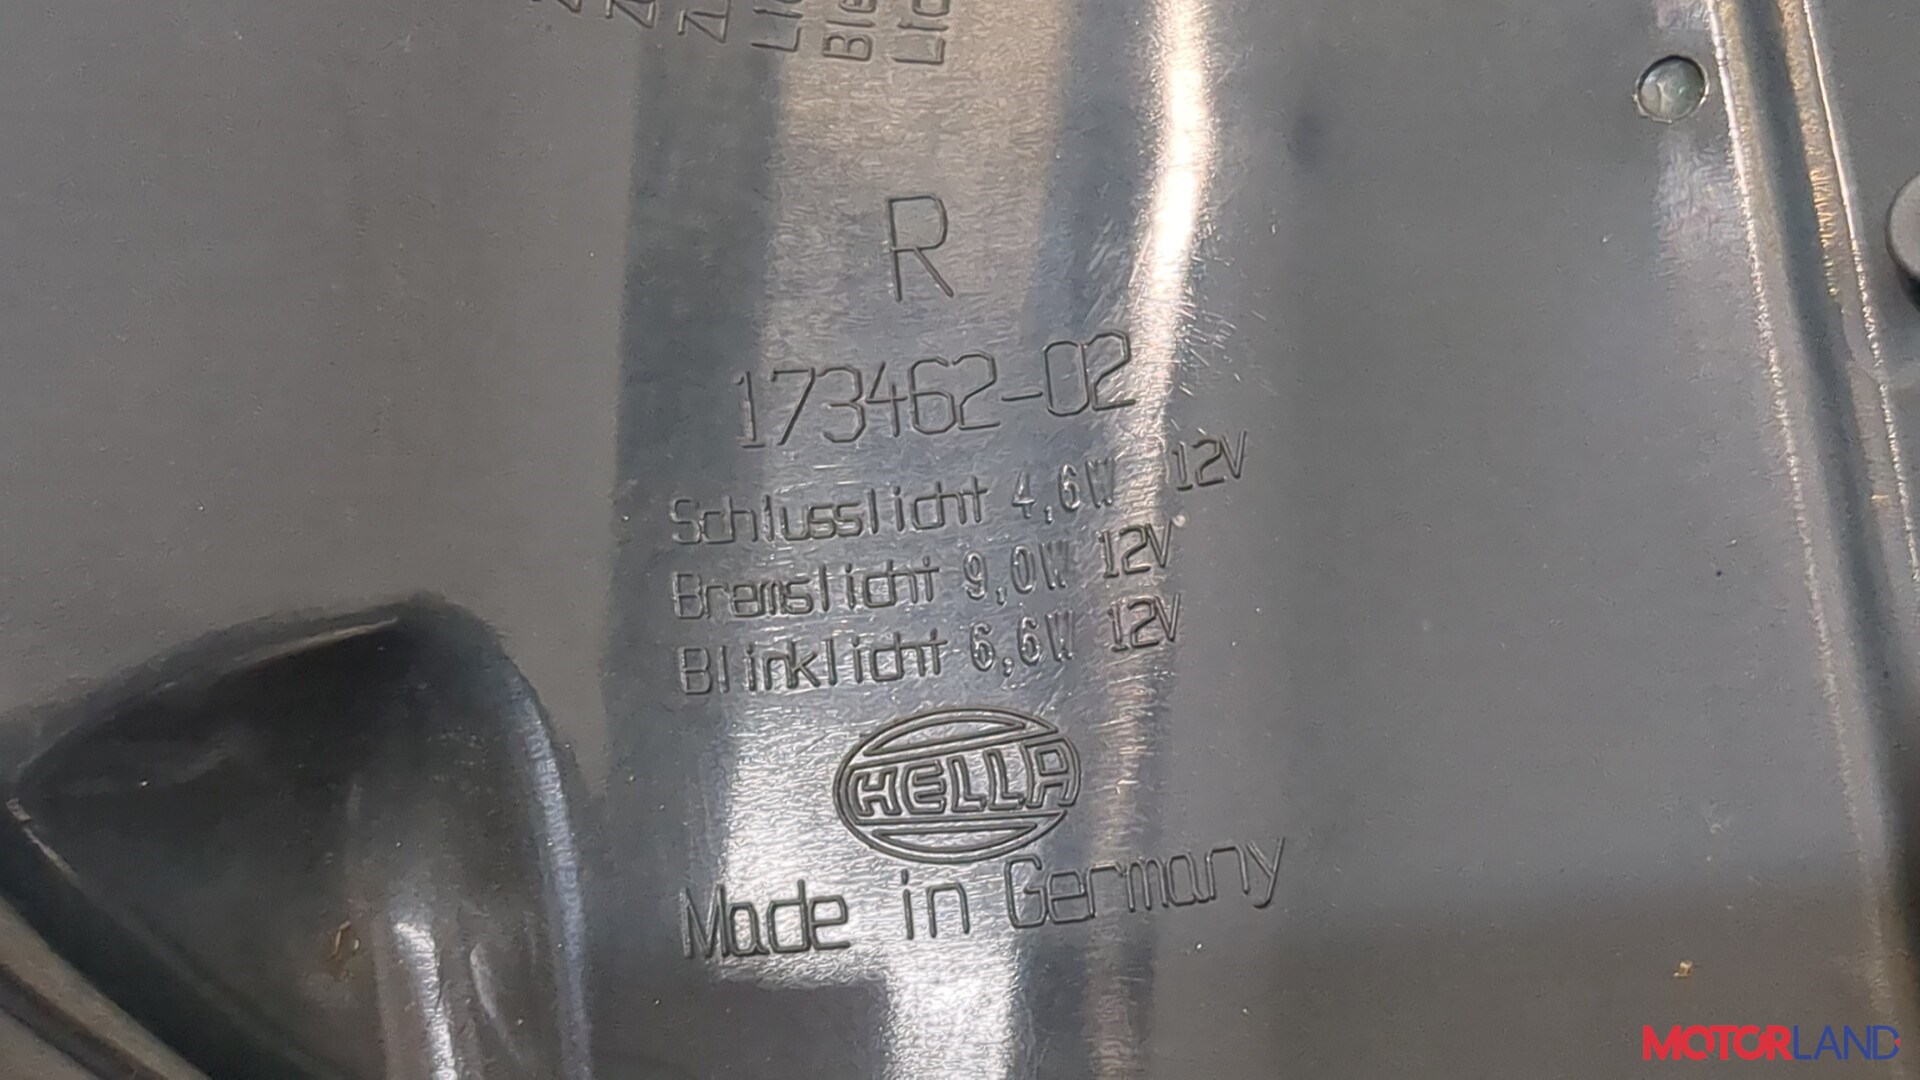 R
173462-02
Schlusslicht 4,6W 12V
Bremslicht 9,0W 12V
Blinklicht 6,6W 12V
HELLA
Made in Germany
MOTORLAND